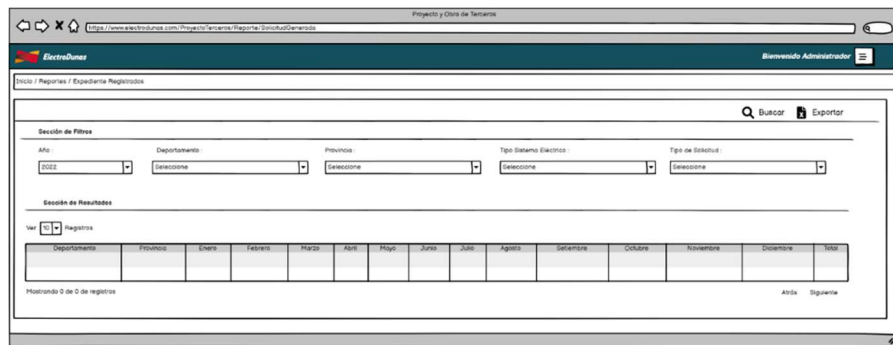 Proyecto y Obra de Terceros
https://www.electrodunas.com/ProyectoTerceros/Reporte/SolicitudGenerada
ElectroDunas
Bienvenido Administrador
Inicio / Reportes / Expediente Registrados
Buscar Exportar
Sección de Filtros
Año : Departamento : Provincia : Tipo Sistema Eléctrico : Tipo de Solicitud :
2022 Seleccione Seleccione Seleccione Seleccione
Sección de Resultados
Ver 10 Registros
Departamento Provincia Enero Febrero Marzo Abril Mayo Junio Julio Agosto Setiembre Octubre Noviembre Diciembre Total
Mostrando 0 de 0 de registros
Atrás Siguiente